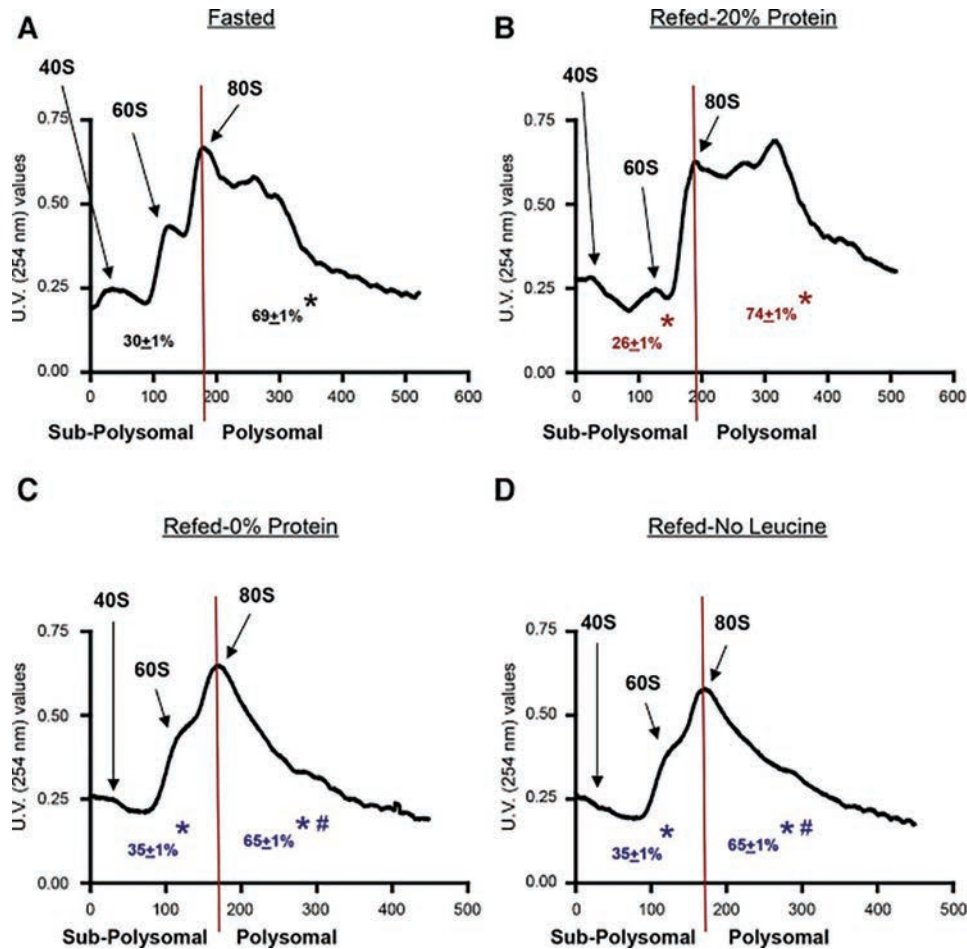 A
Fasted
40S
60S
80S
U.V. (254 nm) values
0.75
0.50
0.25
0.00
30±1%
69±1%
*
0 100 200 300 400 500 600
Sub-Polysomal Polysomal
B
Refed-20% Protein
40S
60S
80S
U.V. (254 nm) values
0.75
0.50
0.25
0.00
26±1%
*
74±1%
*
0 100 200 300 400 500 600
Sub-Polysomal Polysomal
C
Refed-0% Protein
40S
60S
80S
U.V. (254 nm) values
0.75
0.50
0.25
0.00
35±1%
*
65±1%
* #
0 100 200 300 400 500
Sub-Polysomal Polysomal
D
Refed-No Leucine
40S
60S
80S
U.V. (254 nm) values
0.75
0.50
0.25
0.00
35±1%
*
65±1%
* #
0 100 200 300 400 500
Sub-Polysomal Polysomal